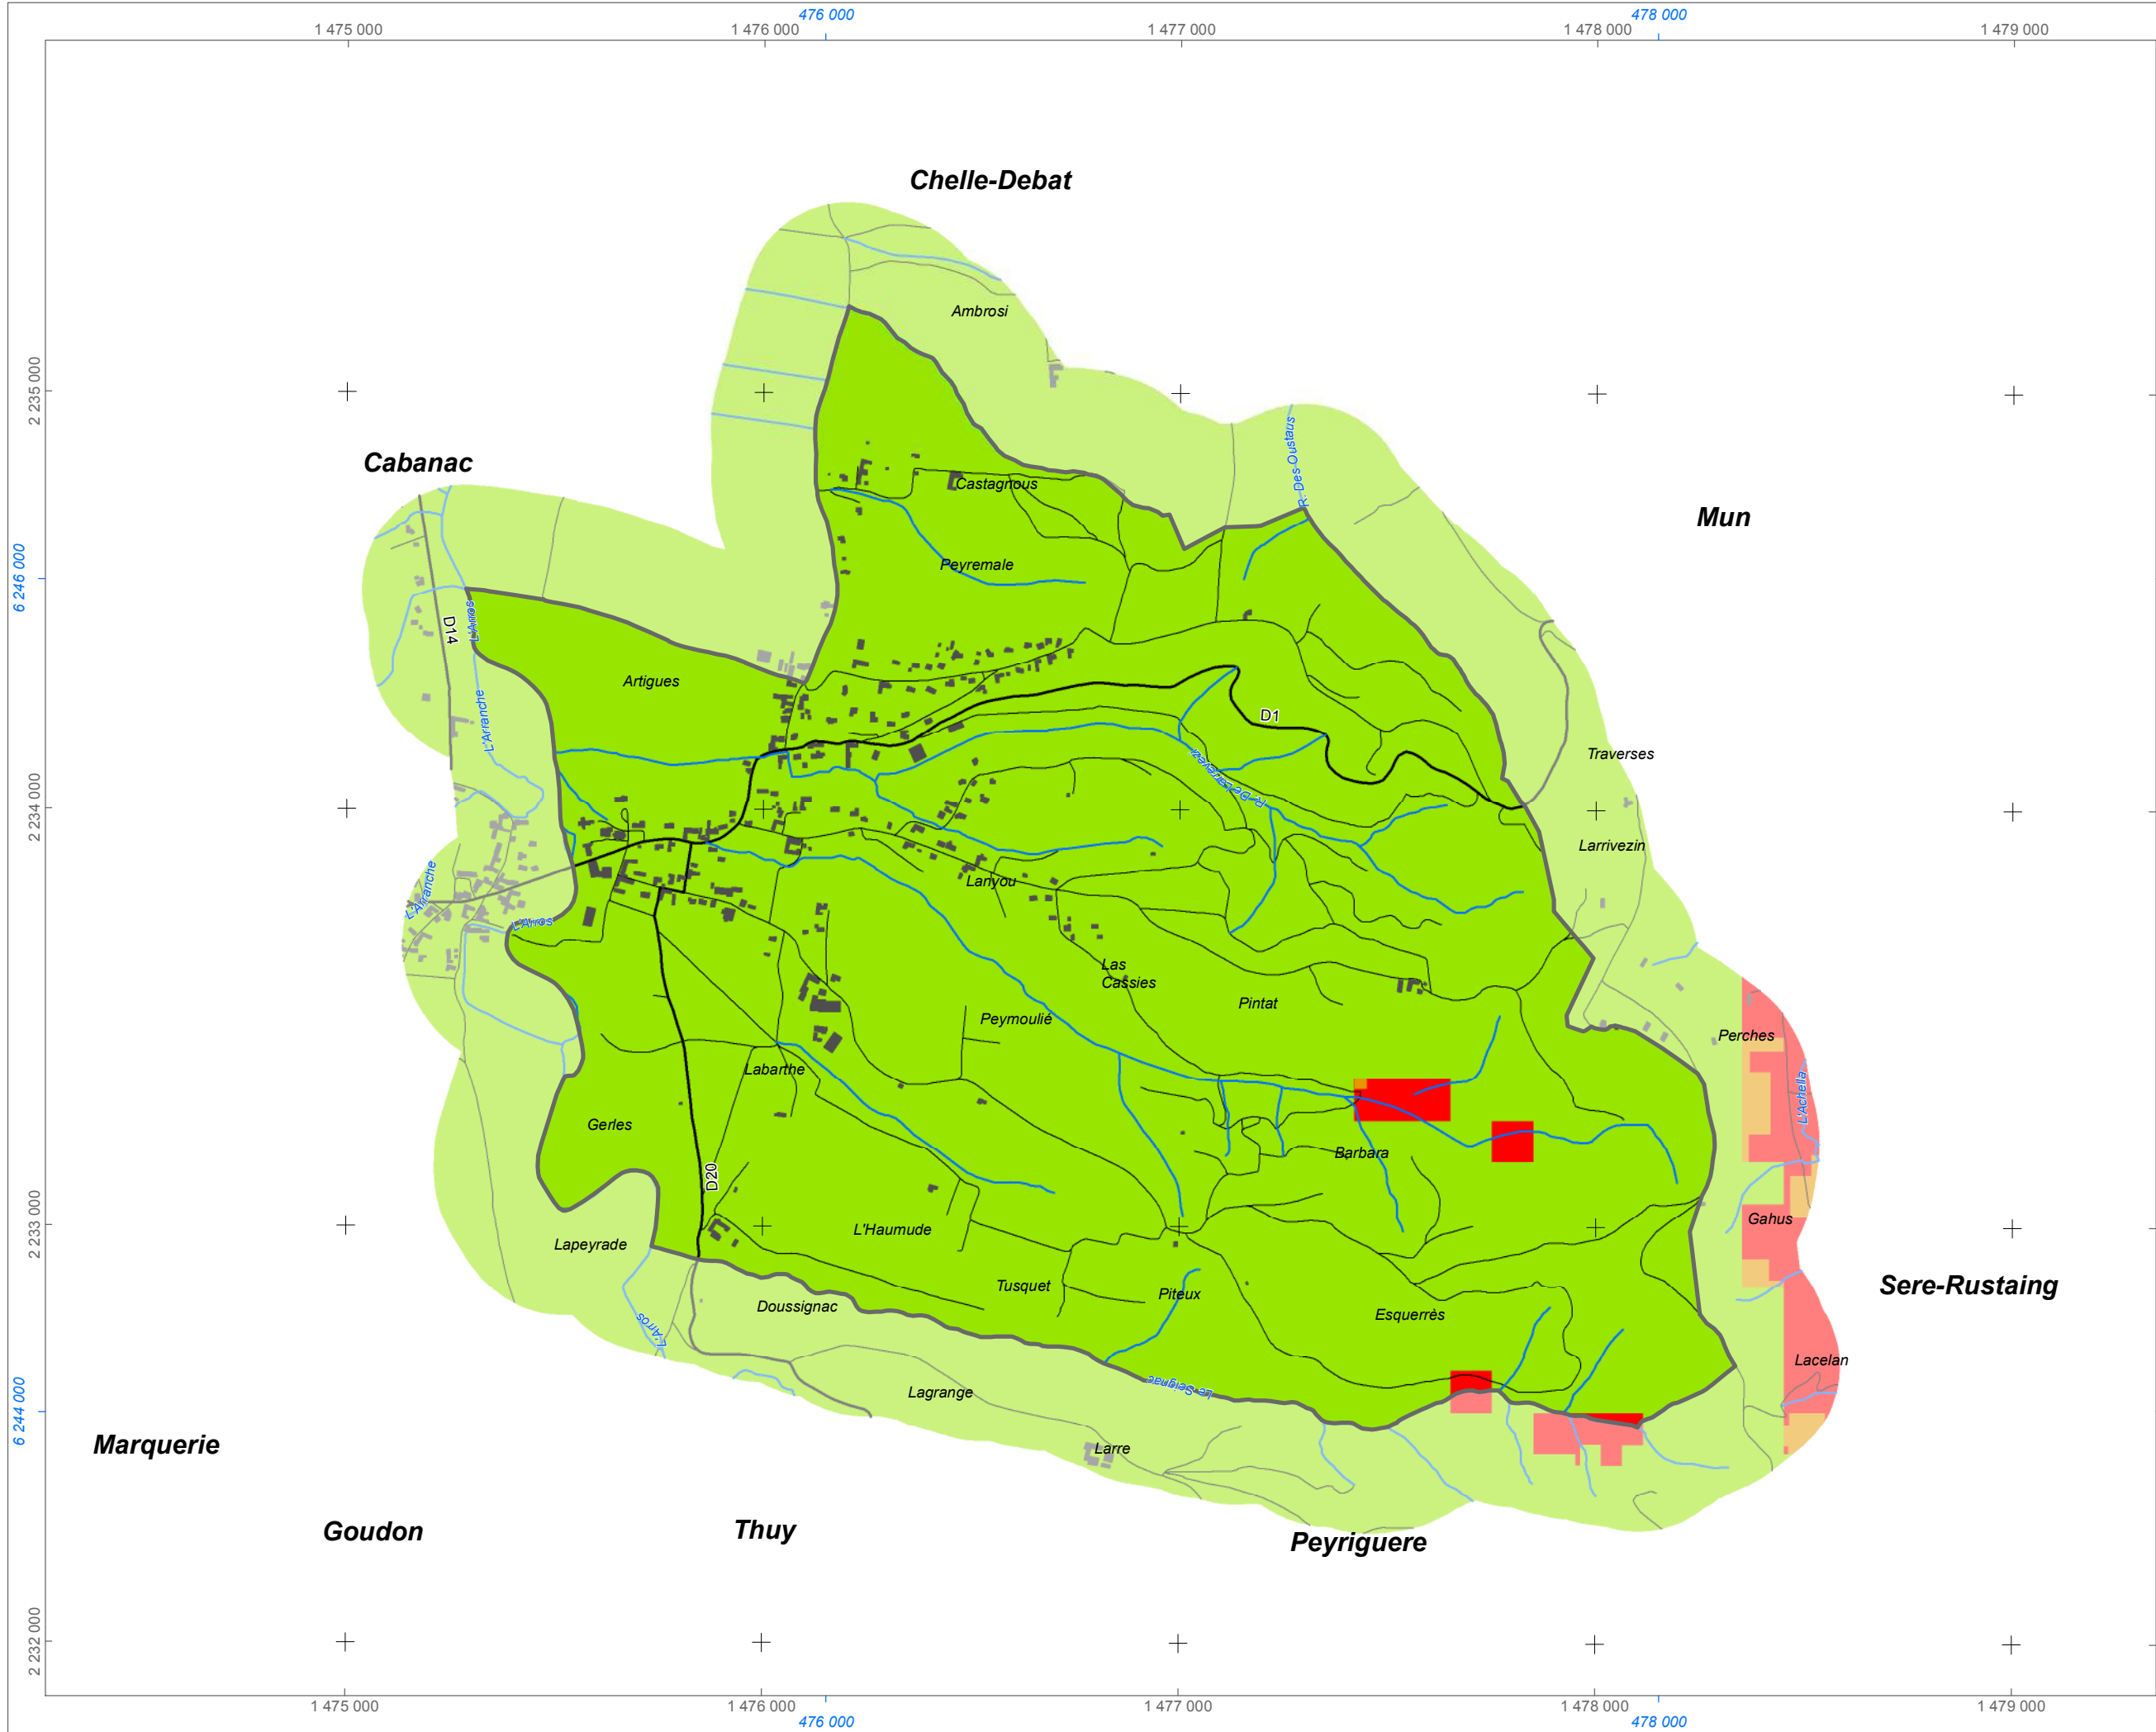 476 000
478 000
1 475 000
1 476 000
1 477 000
1 478 000
1 479 000
Chelle-Debat
Ambrosi
2 235 000
Cabanac
R. Des Oustaus
Castagnous
Mun
Peyremale
6 246 000
L'Arros
D14
Artigues
L'Arranche
D1
Traverses
R. De Larreyez
2 234 000
Larrivezin
Lanyou
L'Arranche
L'Arros
Las
Cassies
Pintat
Peymoulié
Perches
Labarthe
L'Achella
Gerles
Barbara
D20
2 233 000
Gahus
L'Haumude
Lapeyrade
Sere-Rustaing
Tusquet
Piteux
Doussignac
Esquerrès
L'Arros
Lacelan
Le Seignac
Lagrange
6 244 000
Marquerie
Larre
Goudon
Thuy
Peyriguere
2 232 000
1 475 000
1 476 000
1 477 000
1 478 000
1 479 000
476 000
478 000